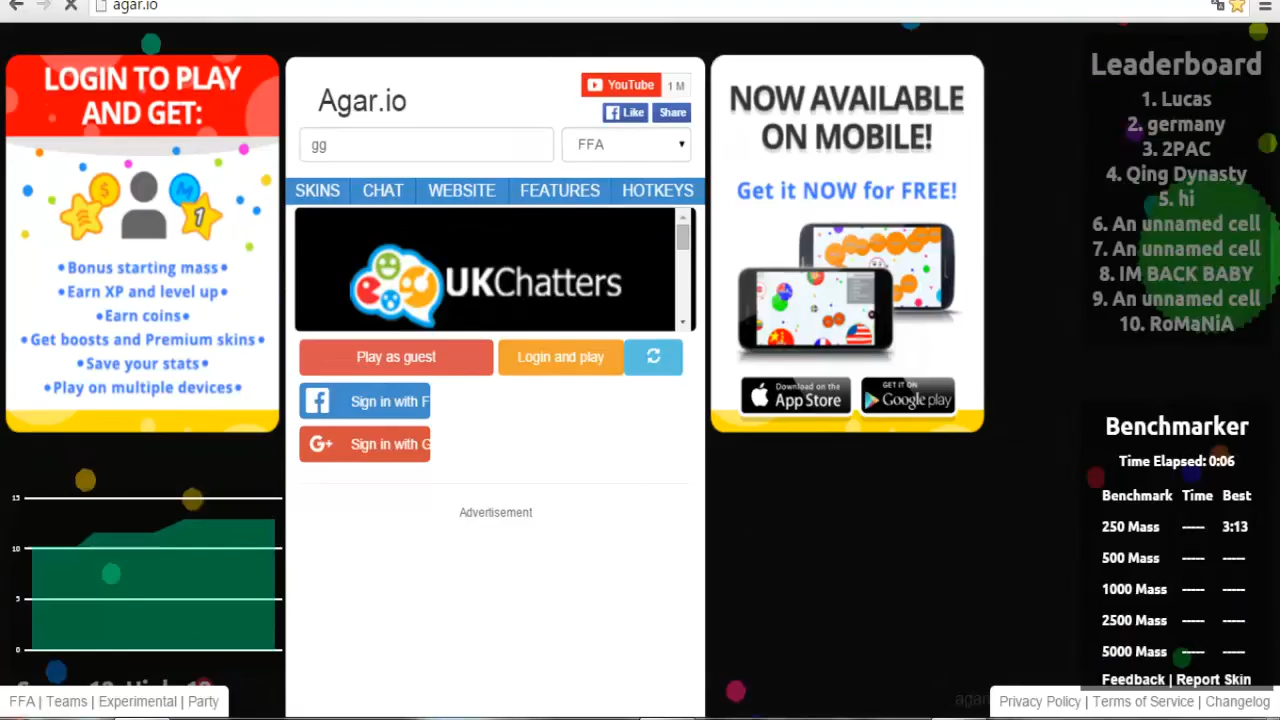 agar.io
LOGIN TO PLAY
AND GET:
•Bonus starting mass•
•Earn XP and level up•
•Earn coins•
•Get boosts and Premium skins•
•Save your stats•
•Play on multiple devices•
15
10
5
0
FFA | Teams | Experimental | Party
Agar.io
YouTube 1 M
Like Share
gg
FFA
SKINS CHAT WEBSITE FEATURES HOTKEYS
UKChatters
Play as guest Login and play
Sign in with F
G+ Sign in with G
Advertisement
NOW AVAILABLE
ON MOBILE!
Get it NOW for FREE!
Download on the
App Store
GET IT ON
Google play
Leaderboard
1. Lucas
2. germany
3. 2PAC
4. Qing Dynasty
5. hi
6. An unnamed cell
7. An unnamed cell
8. IM BACK BABY
9. An unnamed cell
10. RoMaNiA
Benchmarker
Time Elapsed: 0:06
Benchmark Time Best
250 Mass ----- 3:13
500 Mass ----- -----
1000 Mass ----- -----
2500 Mass ----- -----
5000 Mass ----- -----
Feedback | Report Skin
agar
Privacy Policy | Terms of Service | Changelog